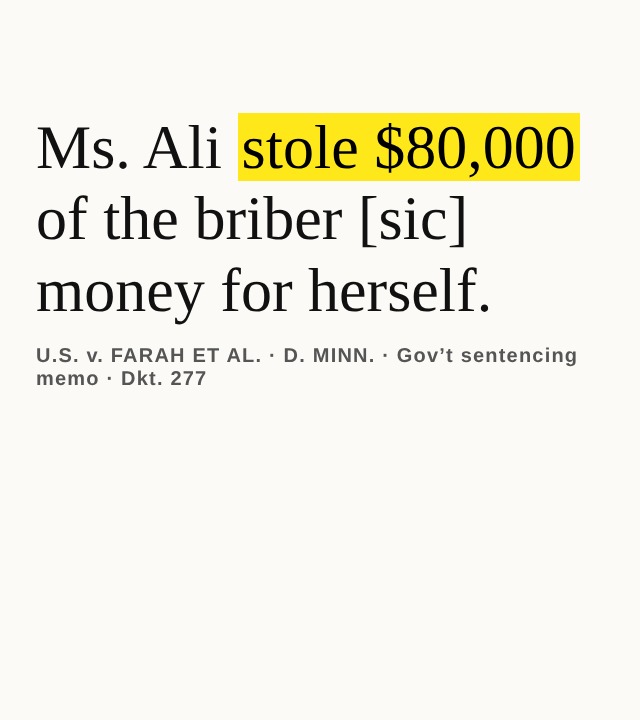 Ms. Ali stole $80,000
of the briber [sic]
money for herself.
U.S. v. FARAH ET AL. · D. MINN. · Gov’t sentencing
memo · Dkt. 277